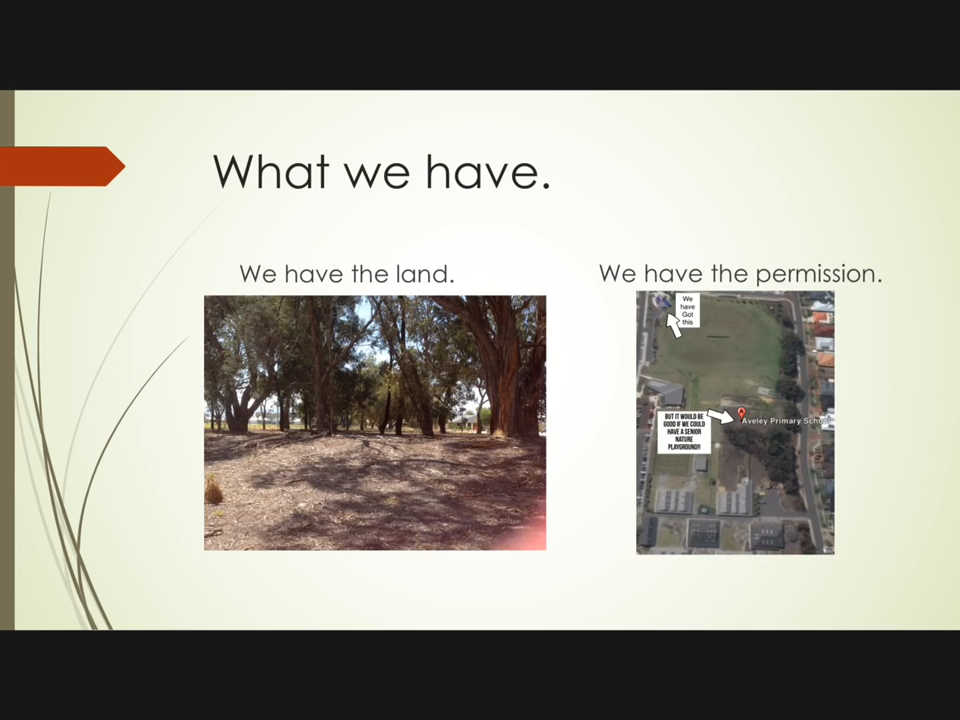 What we have.
We have the land.
We have the permission.
We
have
Got
this
BUT IT WOULD BE
GOOD IF WE COULD
HAVE A SENIOR
NATURE
PLAYGROUND!!
Aveley Primary School